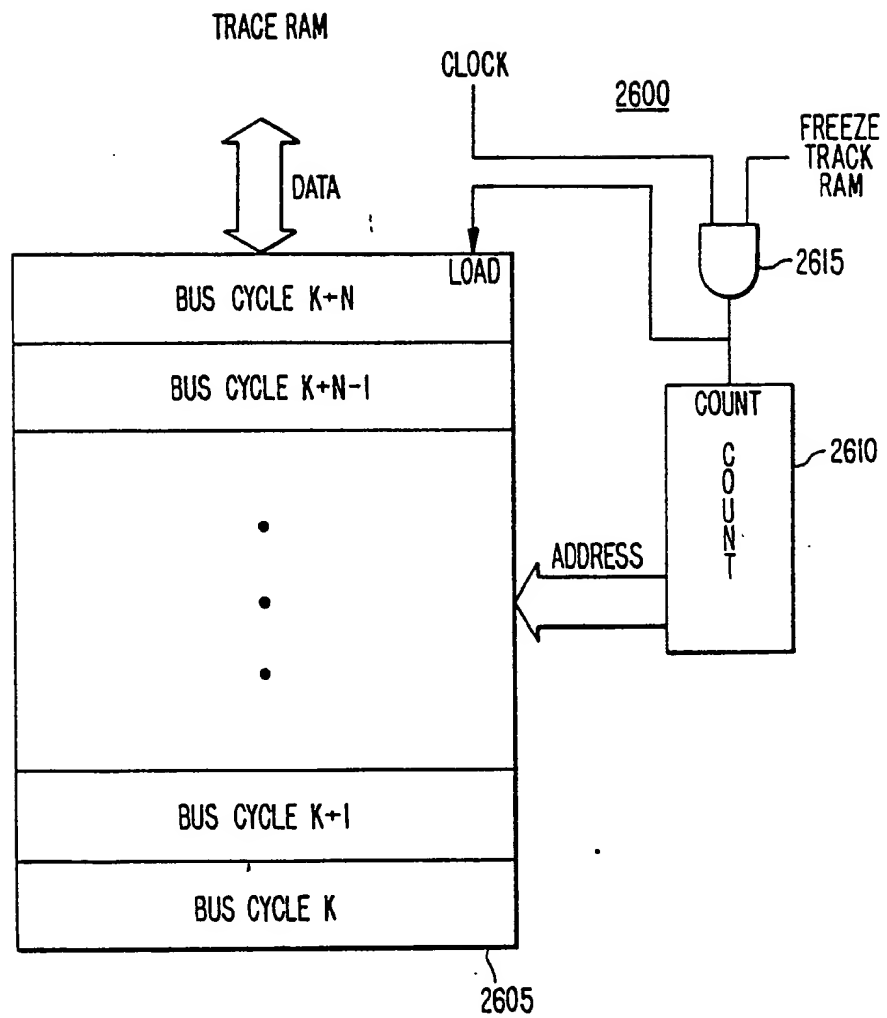 TRACE RAM
CLOCK
2600
FREEZE
TRACK
RAM
DATA
2615
LOAD
BUS CYCLE K+N
BUS CYCLE K+N-1
COUNT
COUNT
2610
ADDRESS
BUS CYCLE K+1
BUS CYCLE K
2605